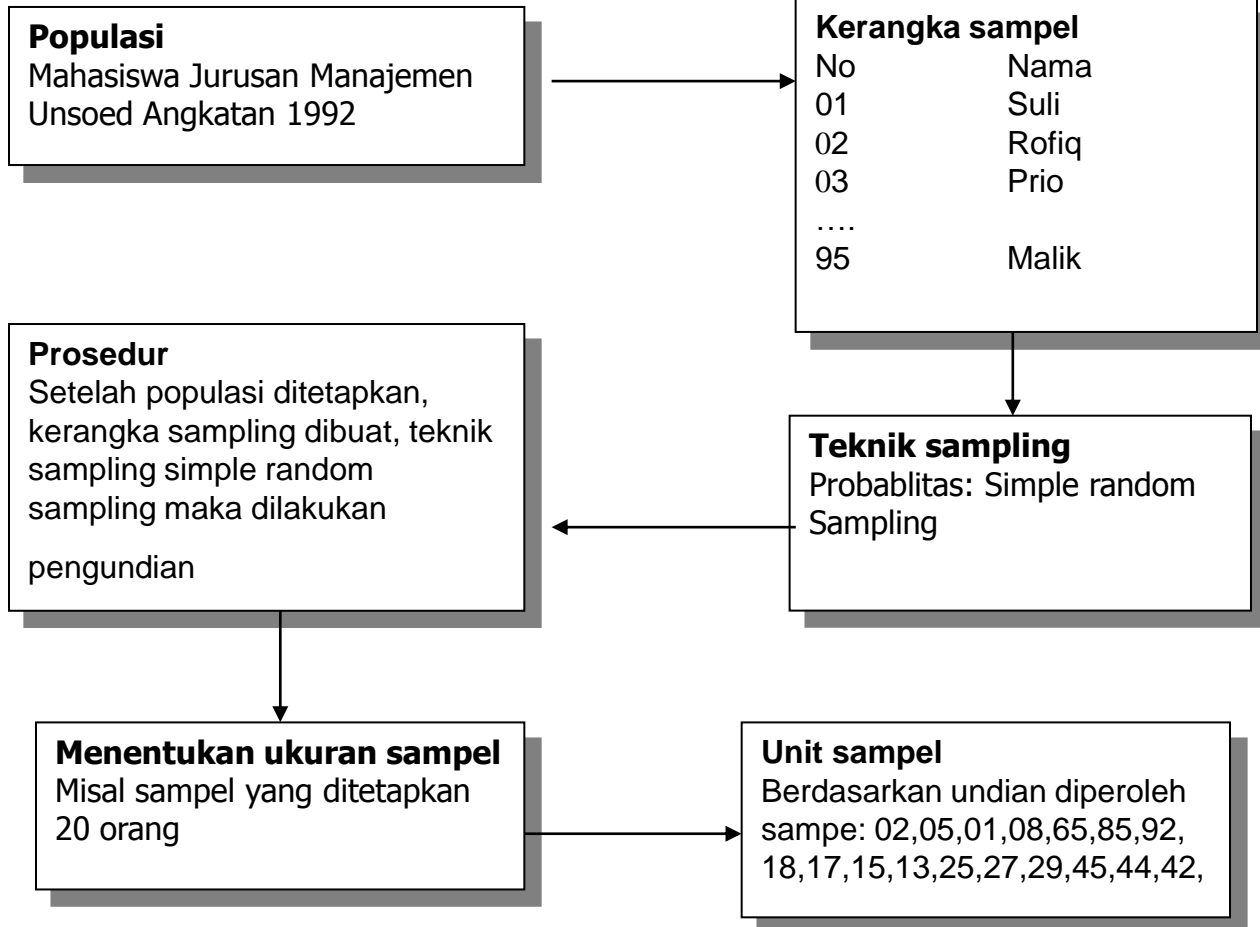 Populasi
Mahasiswa Jurusan Manajemen
Unsoed Angkatan 1992
Kerangka sampel
No Nama
01 Suli
02 Rofiq
03 Prio
….
95 Malik
Teknik sampling
Probablitas: Simple random
Sampling
Prosedur
Setelah populasi ditetapkan,
kerangka sampling dibuat, teknik
sampling simple random
sampling maka dilakukan
pengundian
Menentukan ukuran sampel
Misal sampel yang ditetapkan
20 orang
Unit sampel
Berdasarkan undian diperoleh
sampe: 02,05,01,08,65,85,92,
18,17,15,13,25,27,29,45,44,42,